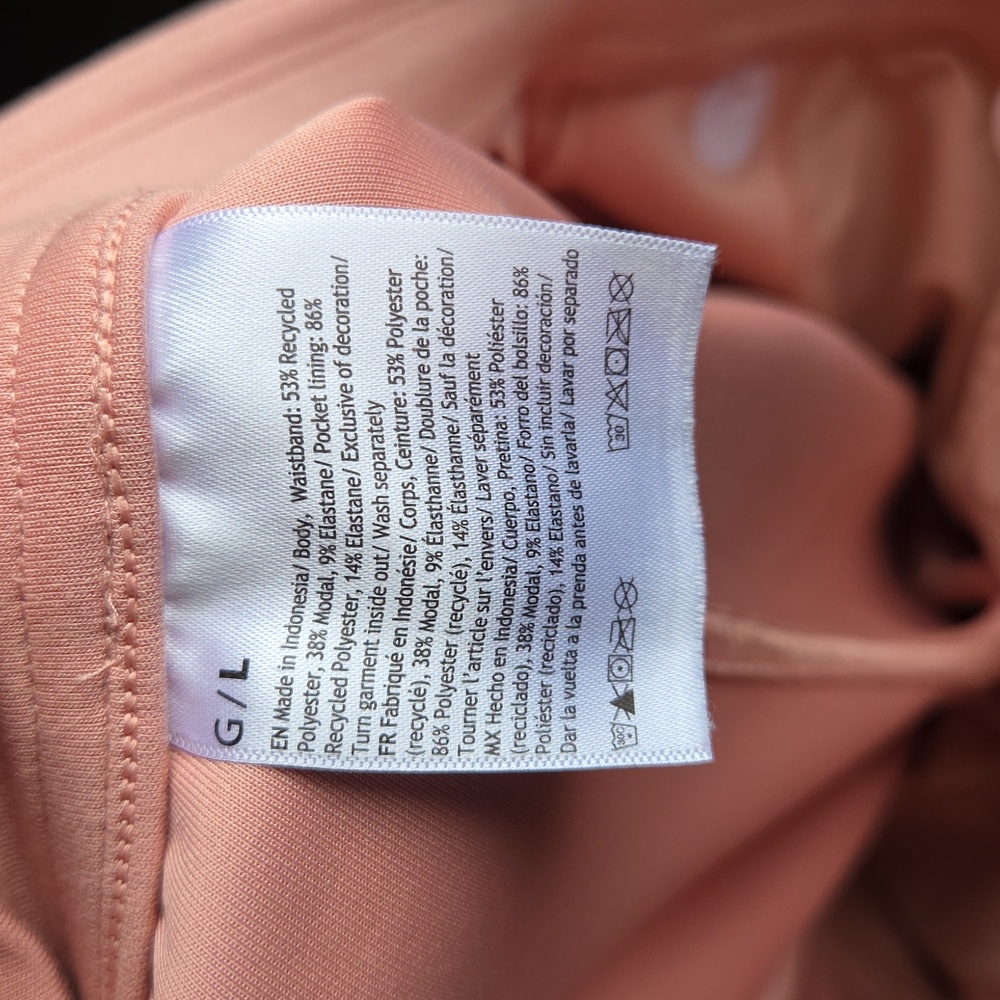 G / L
EN Made in Indonesia/ Body, Waistband: 53% Recycled
Polyester, 38% Modal, 9% Elastane/ Pocket lining: 86%
Recycled Polyester, 14% Elastane/ Exclusive of decoration/
Turn garment inside out/ Wash separately
FR Fabriqué en Indonésie/ Corps, Ceinture: 53% Polyester
(recyclé), 38% Modal, 9% Élasthanne/ Doublure de la poche:
86% Polyester (recyclé), 14% Élasthanne/ Sauf la décoration/
Tourner l'article sur l'envers/ Laver séparément
MX Hecho en Indonesia/ Cuerpo, Pretina: 53% Poliéster
(reciclado), 38% Modal, 9% Elastano/ Forro del bolsillo: 86%
Poliéster (reciclado), 14% Elastano/ Sin incluir decoración/
Dar la vuelta a la prenda antes de lavarla/ Lavar por separado
30C 30